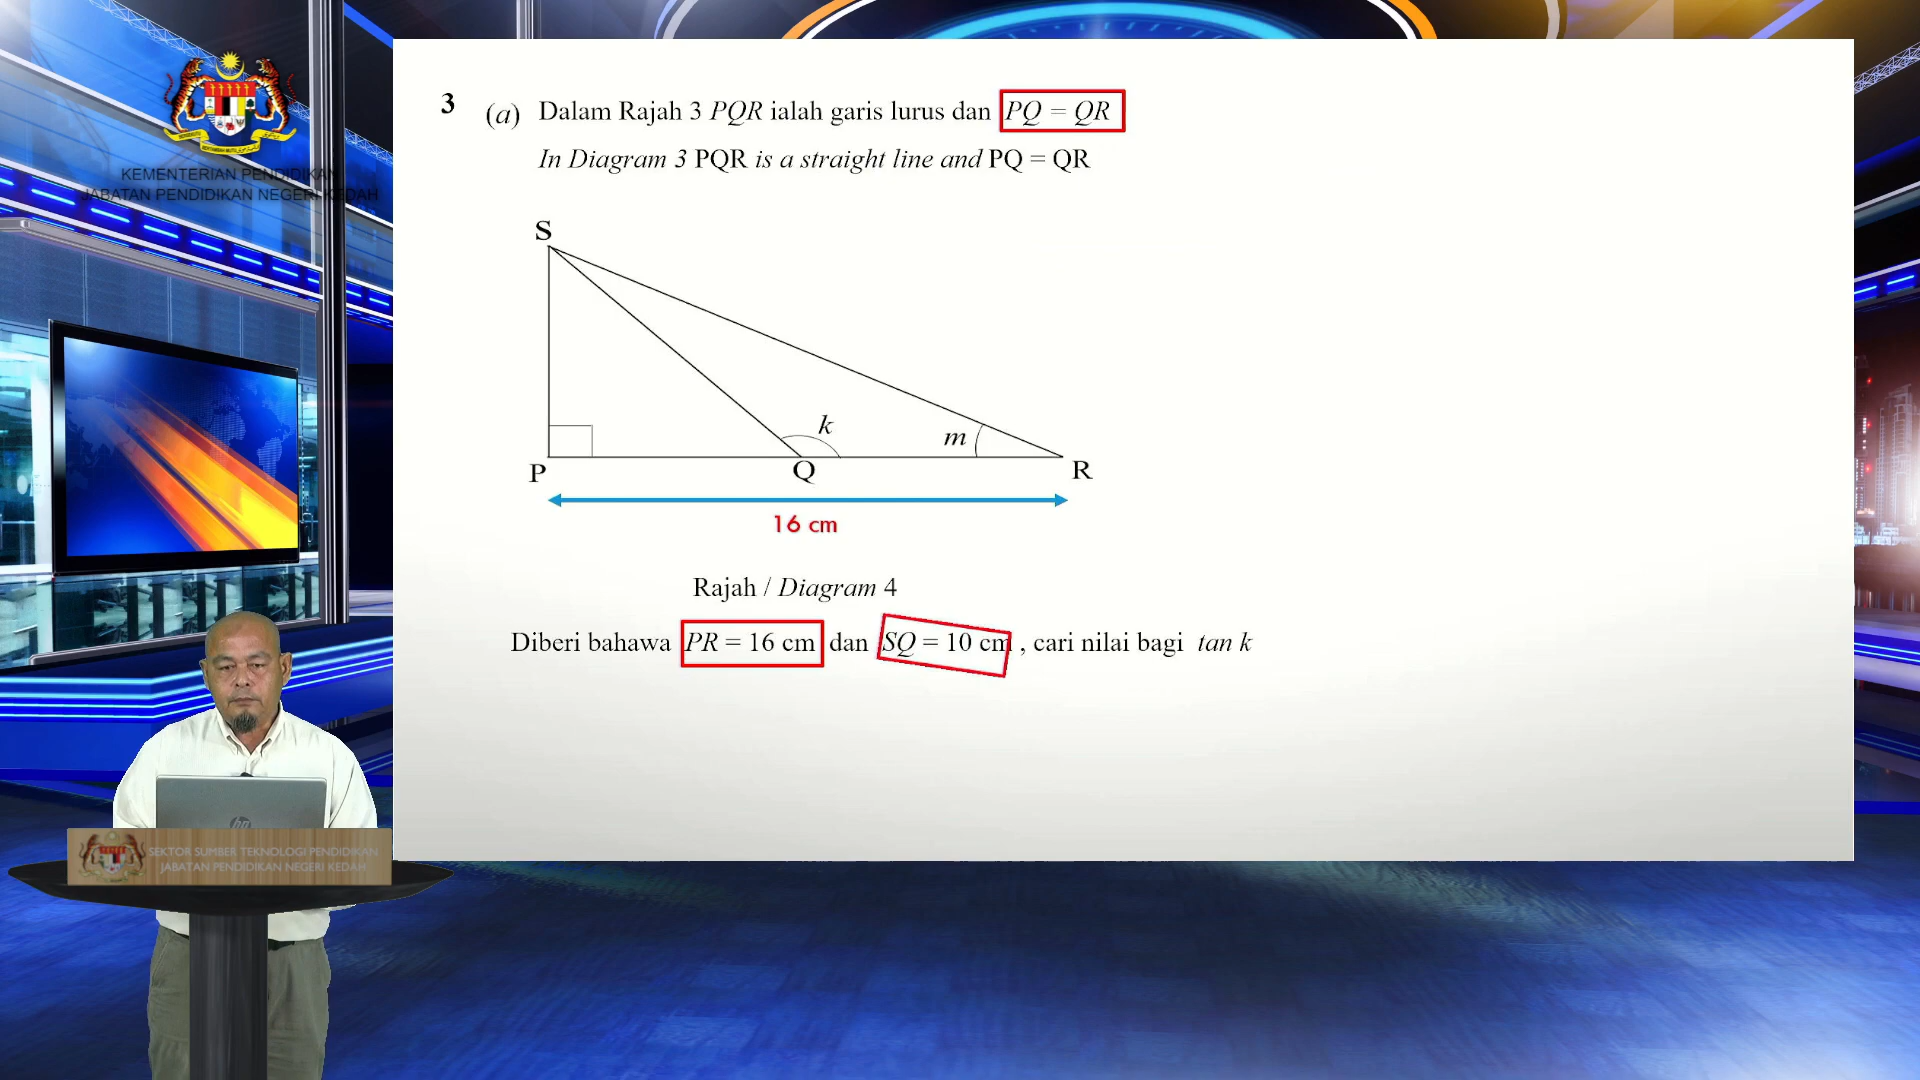 KEMENTERIAN PENDIDIKAN
JABATAN PENDIDIKAN NEGERI KEDAH
3 (a) Dalam Rajah 3 PQR ialah garis lurus dan PQ = QR
In Diagram 3 PQR is a straight line and PQ = QR
S
k
m
P
Q
R
16 cm
Rajah / Diagram 4
Diberi bahawa PR = 16 cm dan SQ = 10 cm , cari nilai bagi tan k
hp
SEKTOR SUMBER TEKNOLOGI PENDIDIKAN
JABATAN PENDIDIKAN NEGERI KEDAH